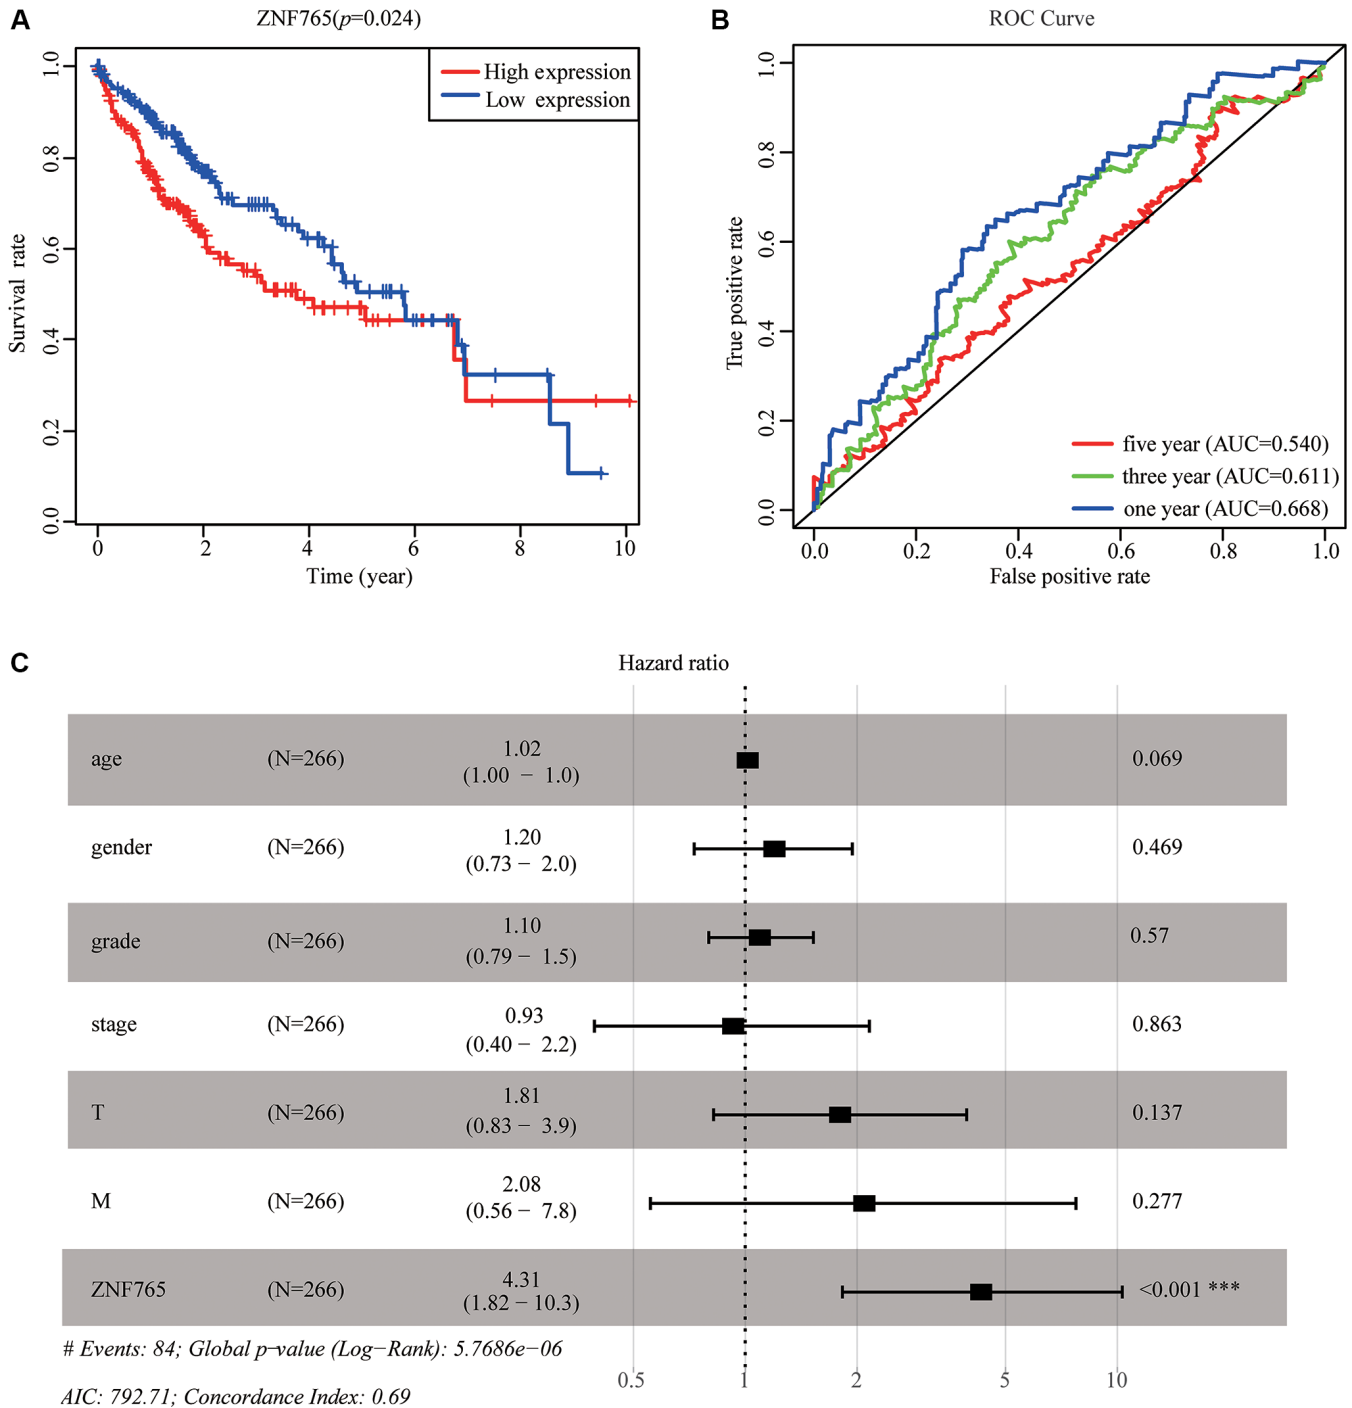 A
ZNF765(p=0.024)
High expression
Low expression
Survival rate
1.0
0.8
0.6
0.4
0.2
0.0
0 2 4 6 8 10
Time (year)
B
ROC Curve
True positive rate
1.0
0.8
0.6
0.4
0.2
0.0
five year (AUC=0.540)
three year (AUC=0.611)
one year (AUC=0.668)
0.0 0.2 0.4 0.6 0.8 1.0
False positive rate
C
Hazard ratio
age (N=266) 1.02 0.069
(1.00 − 1.0)
gender (N=266) 1.20 0.469
(0.73 − 2.0)
grade (N=266) 1.10 0.57
(0.79 − 1.5)
stage (N=266) 0.93 0.863
(0.40 − 2.2)
T (N=266) 1.81 0.137
(0.83 − 3.9)
M (N=266) 2.08 0.277
(0.56 − 7.8)
ZNF765 (N=266) 4.31 <0.001 ***
(1.82 − 10.3)
# Events: 84; Global p−value (Log−Rank): 5.7686e−06
AIC: 792.71; Concordance Index: 0.69
0.5 1 2 5 10